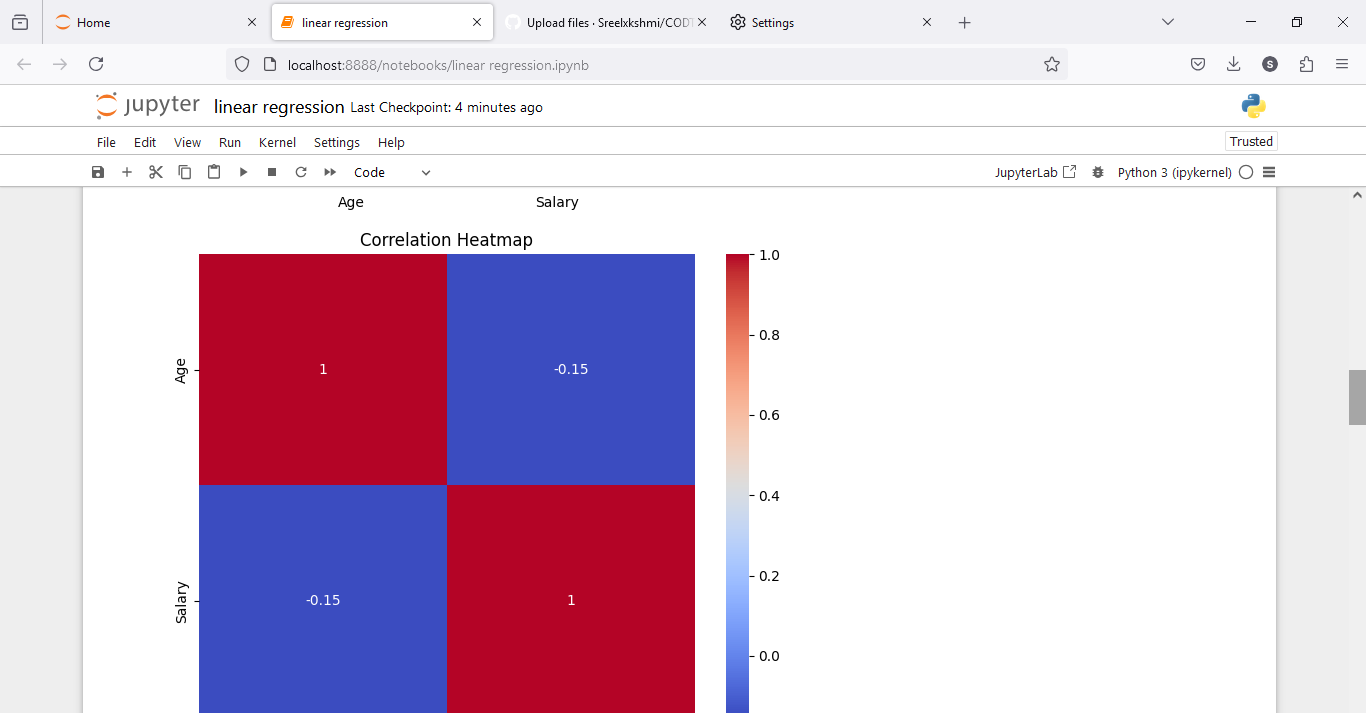 Home
linear regression
Upload files · Sreelxkshmi/CODT
Settings
localhost:8888/notebooks/linear regression.ipynb
S
jupyter linear regression Last Checkpoint: 4 minutes ago
File Edit View Run Kernel Settings Help
Trusted
Code
JupyterLab
Python 3 (ipykernel)
Age Salary
Correlation Heatmap
1.0
0.8
0.6
0.4
0.2
0.0
Age
1 -0.15
Salary
-0.15 1